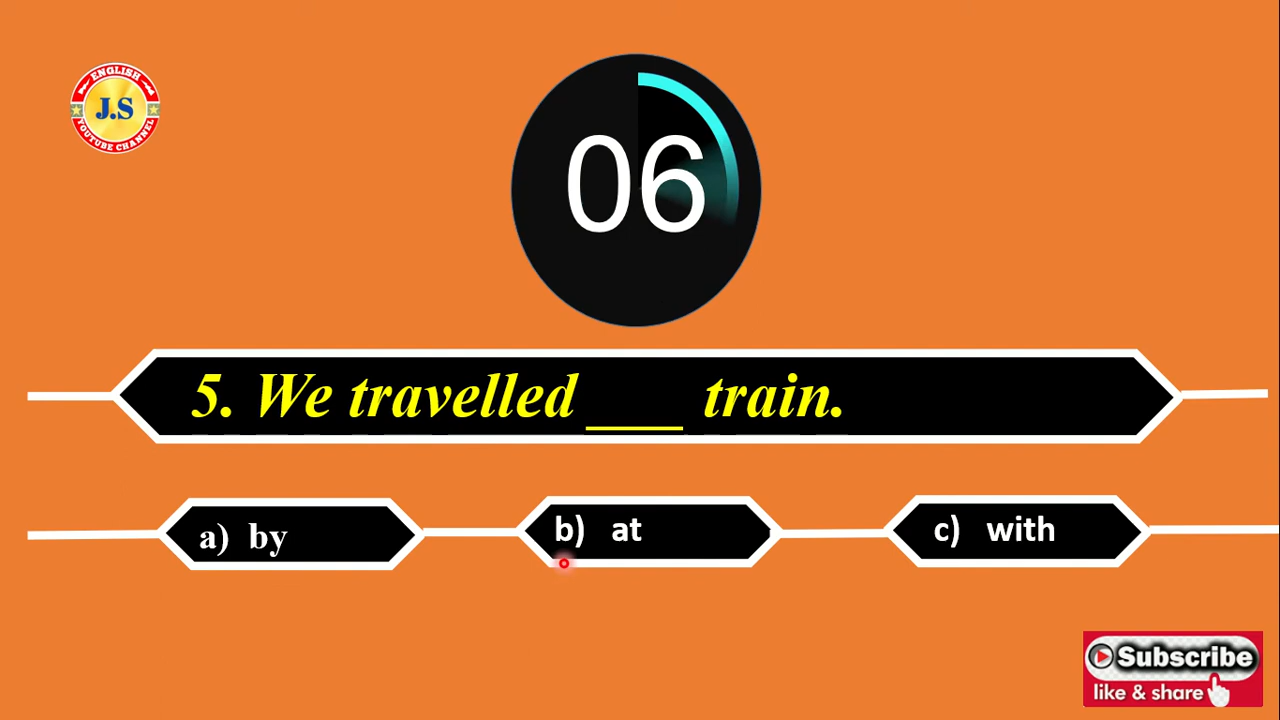 ENGLISH
J.S
YOUTUBE CHANNEL
06
5. We travelled ___ train.
a) by
b) at
c) with
Subscribe
like & share